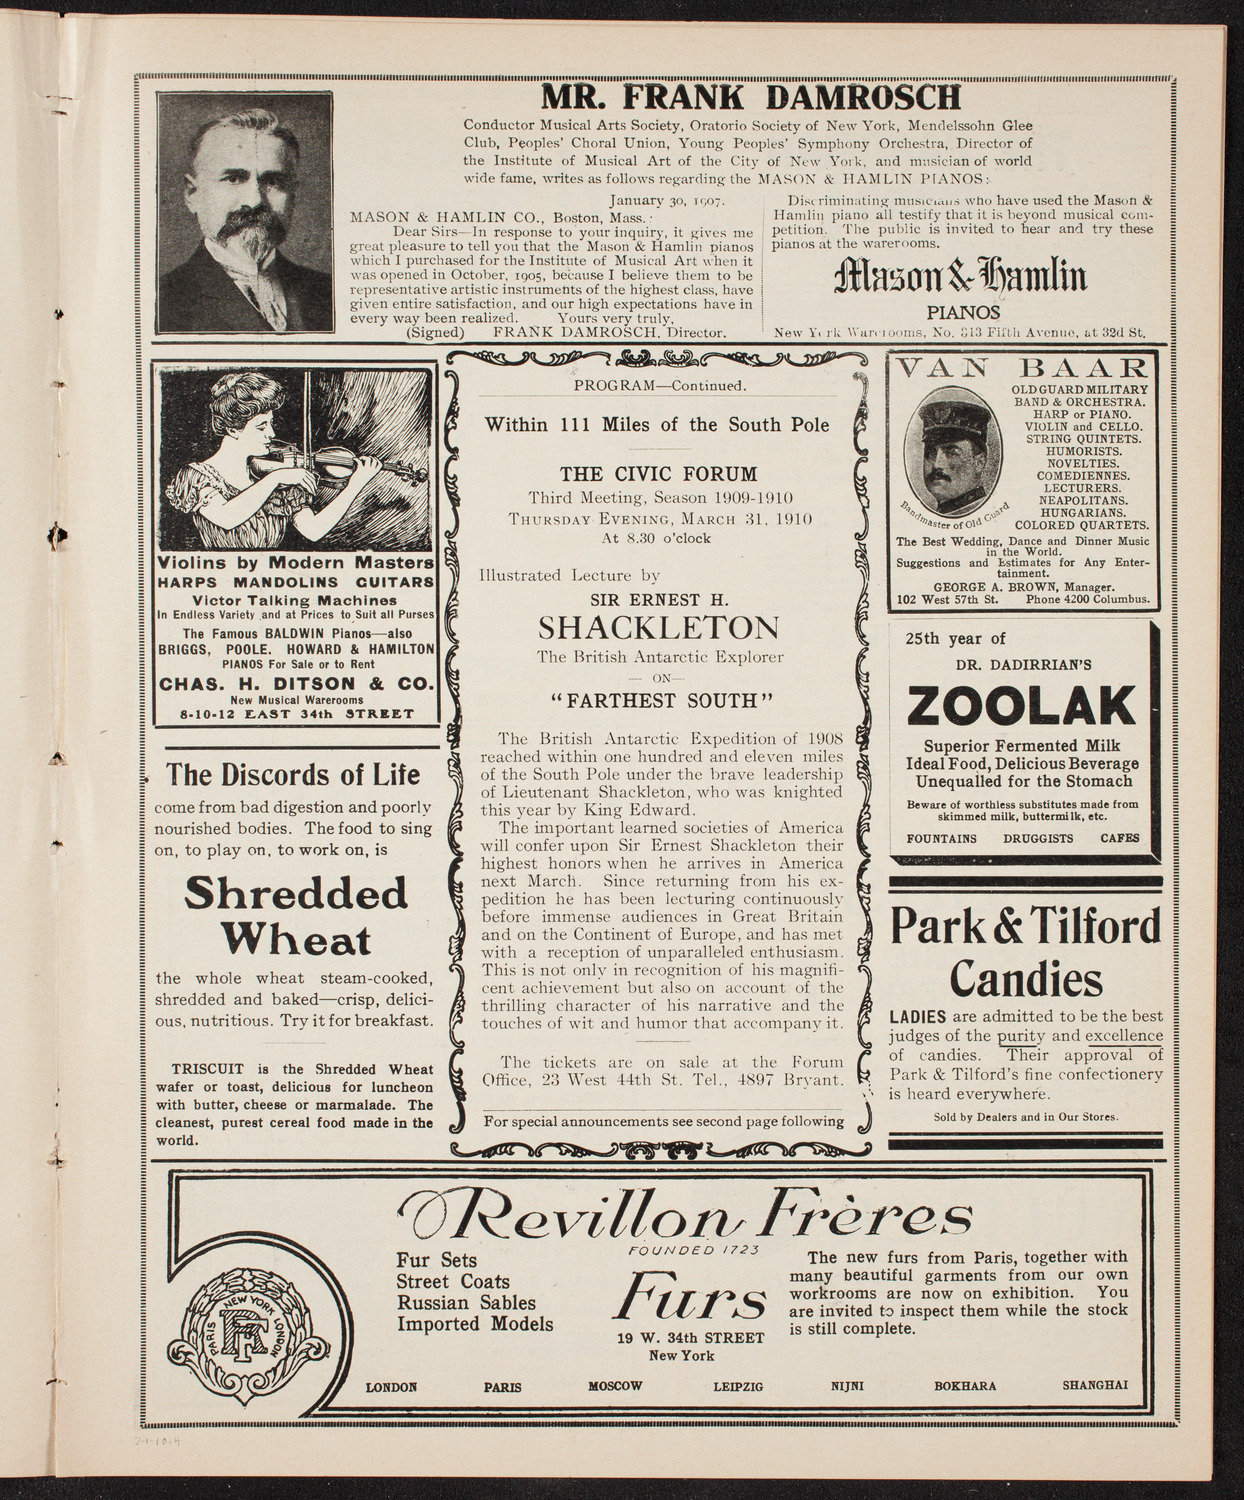 MR. FRANK DAMROSCH
Conductor Musical Arts Society, Oratorio Society of New York, Mendelssohn Glee
Club, Peoples' Choral Union, Young Peoples' Symphony Orchestra, Director of
the Institute of Musical Art of the City of New York, and musician of world
wide fame, writes as follows regarding the MASON & HAMLIN PIANOS:
January 30, 1907.
MASON & HAMLIN CO., Boston, Mass.:
Dear Sirs—In response to your inquiry, it gives me
great pleasure to tell you that the Mason & Hamlin pianos
which I purchased for the Institute of Musical Art when it
was opened in October, 1905, because I believe them to be
representative artistic instruments of the highest class, have
given entire satisfaction, and our high expectations have in
every way been realized. Yours very truly,
(Signed) FRANK DAMROSCH, Director.
Discriminating musicians who have used the Mason &
Hamlin piano all testify that it is beyond musical com-
petition. The public is invited to hear and try these
pianos at the warerooms.
Mason & Hamlin
PIANOS
New York Warerooms, No. 313 Fifth Avenue, at 32d St.
Violins by Modern Masters
HARPS MANDOLINS GUITARS
Victor Talking Machines
In Endless Variety and at Prices to Suit all Purses
The Famous BALDWIN Pianos—also
BRIGGS, POOLE. HOWARD & HAMILTON
PIANOS For Sale or to Rent
CHAS. H. DITSON & CO.
New Musical Warerooms
8-10-12 EAST 34th STREET
The Discords of Life
come from bad digestion and poorly
nourished bodies. The food to sing
on, to play on, to work on, is
Shredded
Wheat
the whole wheat steam-cooked,
shredded and baked—crisp, delici-
ous, nutritious. Try it for breakfast.
TRISCUIT is the Shredded Wheat
wafer or toast, delicious for luncheon
with butter, cheese or marmalade. The
cleanest, purest cereal food made in the
world.
PROGRAM—Continued.
Within 111 Miles of the South Pole
THE CIVIC FORUM
Third Meeting, Season 1909-1910
THURSDAY EVENING, MARCH 31, 1910
At 8.30 o'clock
Illustrated Lecture by
SIR ERNEST H.
SHACKLETON
The British Antarctic Explorer
— ON—
"FARTHEST SOUTH"
The British Antarctic Expedition of 1908
reached within one hundred and eleven miles
of the South Pole under the brave leadership
of Lieutenant Shackleton, who was knighted
this year by King Edward.
The important learned societies of America
will confer upon Sir Ernest Shackleton their
highest honors when he arrives in America
next March. Since returning from his ex-
pedition he has been lecturing continuously
before immense audiences in Great Britain
and on the Continent of Europe, and has met
with a reception of unparalleled enthusiasm.
This is not only in recognition of his magnifi-
cent achievement but also on account of the
thrilling character of his narrative and the
touches of wit and humor that accompany it.
The tickets are on sale at the Forum
Office, 23 West 44th St. Tel., 4897 Bryant.
For special announcements see second page following
VAN BAAR
OLD GUARD MILITARY
BAND & ORCHESTRA.
HARP or PIANO.
VIOLIN and CELLO.
STRING QUINTETS.
HUMORISTS.
NOVELTIES.
COMEDIENNES.
LECTURERS.
NEAPOLITANS.
HUNGARIANS.
COLORED QUARTETS.
Bandmaster of Old Guard
The Best Wedding, Dance and Dinner Music
in the World.
Suggestions and Estimates for Any Enter-
tainment.
GEORGE A. BROWN, Manager.
102 West 57th St. Phone 4200 Columbus.
25th year of
DR. DADIRRIAN'S
ZOOLAK
Superior Fermented Milk
Ideal Food, Delicious Beverage
Unequalled for the Stomach
Beware of worthless substitutes made from
skimmed milk, buttermilk, etc.
FOUNTAINS DRUGGISTS CAFES
Park & Tilford
Candies
LADIES are admitted to be the best
judges of the purity and excellence
of candies. Their approval of
Park & Tilford's fine confectionery
is heard everywhere.
Sold by Dealers and in Our Stores.
Revillon Frères
FOUNDED 1723
Fur Sets
Street Coats
Russian Sables
Imported Models
Furs
19 W. 34th STREET
New York
The new furs from Paris, together with
many beautiful garments from our own
workrooms are now on exhibition. You
are invited to inspect them while the stock
is still complete.
PARIS NEW YORK LONDON
RF
LONDON PARIS MOSCOW LEIPZIG NIJNI BOKHARA SHANGHAI
2-1-10.4